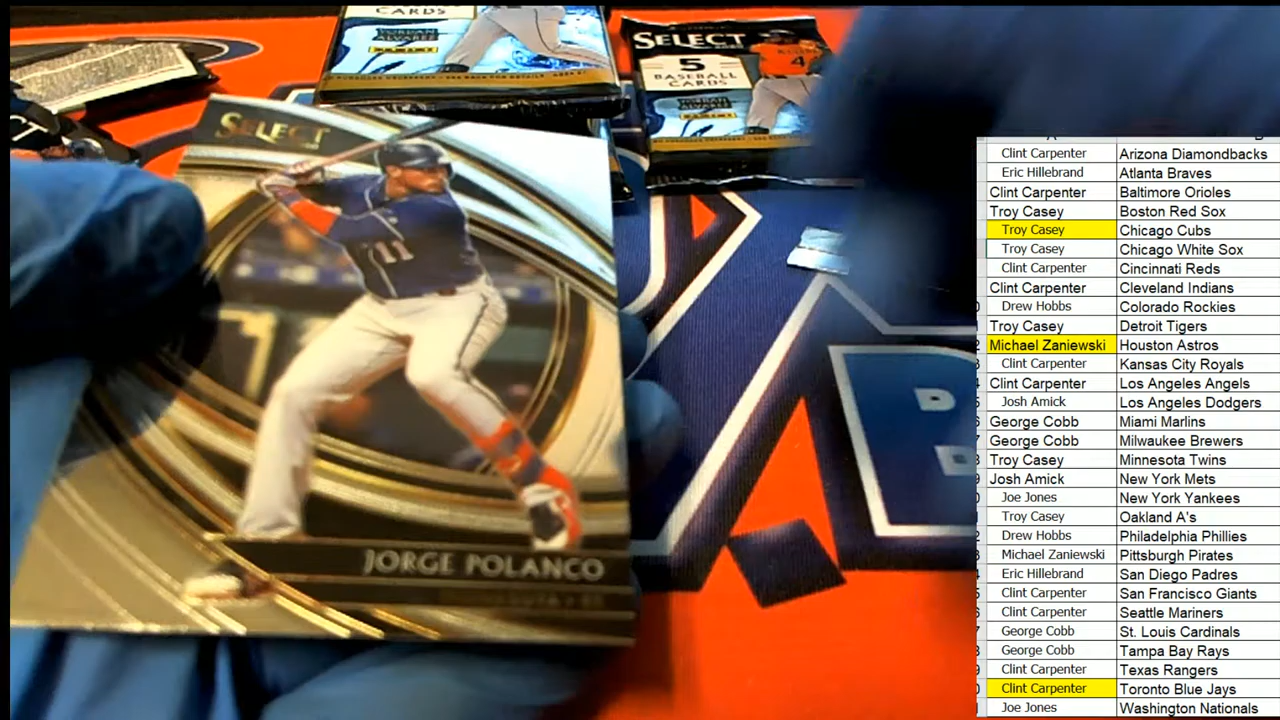 CARDS
YORDAN
ALVAREZ
PANINI
SELECT
5
BASEBALL
CARDS
4
YORDAN
ALVAREZ
PANINI
SELECT
11
JORGE POLANCO
Clint Carpenter Arizona Diamondbacks
Eric Hillebrand Atlanta Braves
Clint Carpenter Baltimore Orioles
Troy Casey Boston Red Sox
Troy Casey Chicago Cubs
Troy Casey Chicago White Sox
Clint Carpenter Cincinnati Reds
Clint Carpenter Cleveland Indians
Drew Hobbs Colorado Rockies
Troy Casey Detroit Tigers
Michael Zaniewski Houston Astros
Clint Carpenter Kansas City Royals
Clint Carpenter Los Angeles Angels
Josh Amick Los Angeles Dodgers
George Cobb Miami Marlins
George Cobb Milwaukee Brewers
Troy Casey Minnesota Twins
Josh Amick New York Mets
Joe Jones New York Yankees
Troy Casey Oakland A's
Drew Hobbs Philadelphia Phillies
Michael Zaniewski Pittsburgh Pirates
Eric Hillebrand San Diego Padres
Clint Carpenter San Francisco Giants
Clint Carpenter Seattle Mariners
George Cobb St. Louis Cardinals
George Cobb Tampa Bay Rays
Clint Carpenter Texas Rangers
Clint Carpenter Toronto Blue Jays
Joe Jones Washington Nationals